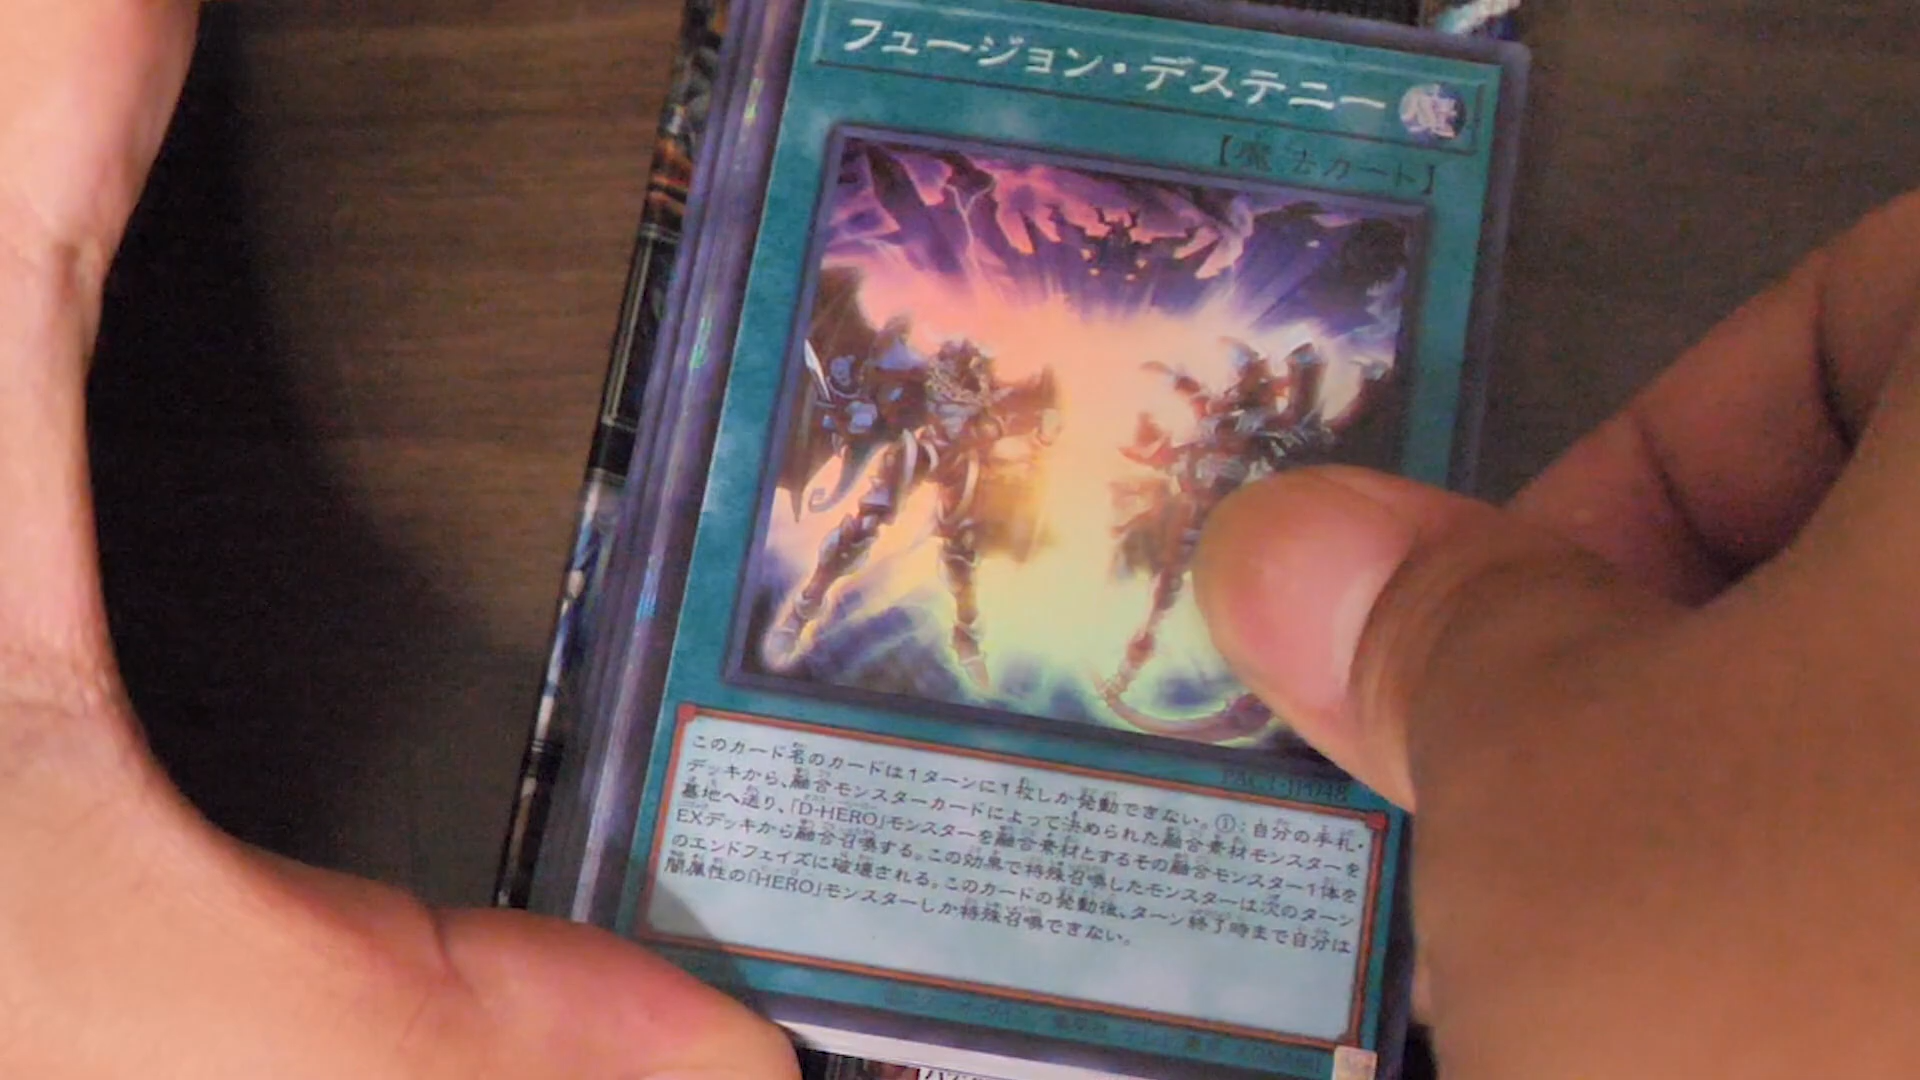 フュージョン・デステニー
魔
【魔法カード】
このカード名のカードは1ターンに1枚しか発動できない。①:自分の手札・
デッキから、融合モンスターカードによって決められた融合素材モンスターを
墓地へ送り、「D-HERO」モンスターを融合素材とするその融合モンスター1体を
EXデッキから融合召喚する。この効果で特殊召喚したモンスターは次のターン
のエンドフェイズに破壊される。このカードの発動後、ターン終了時まで自分は
闇属性の「HERO」モンスターしか特殊召喚できない。